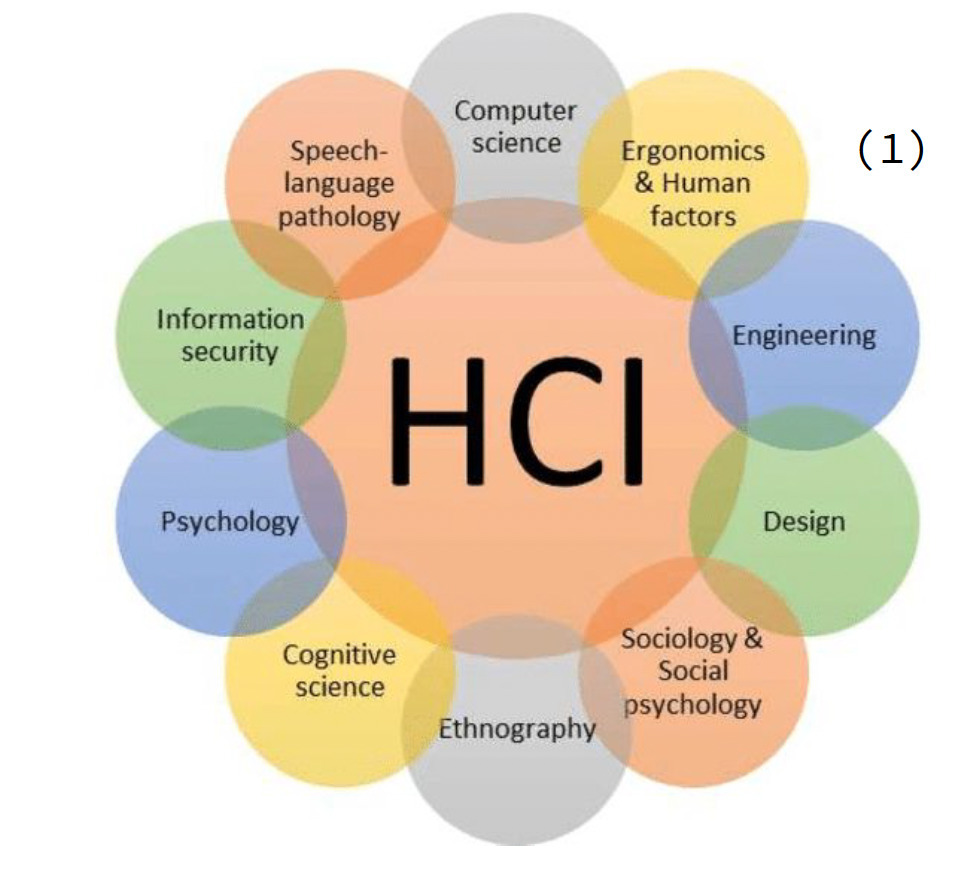 Computer
science
Ergonomics
& Human
factors
(1)
Engineering
Design
Sociology &
Social
psychology
Ethnography
Cognitive
science
Psychology
Information
security
Speech-
language
pathology
HCI